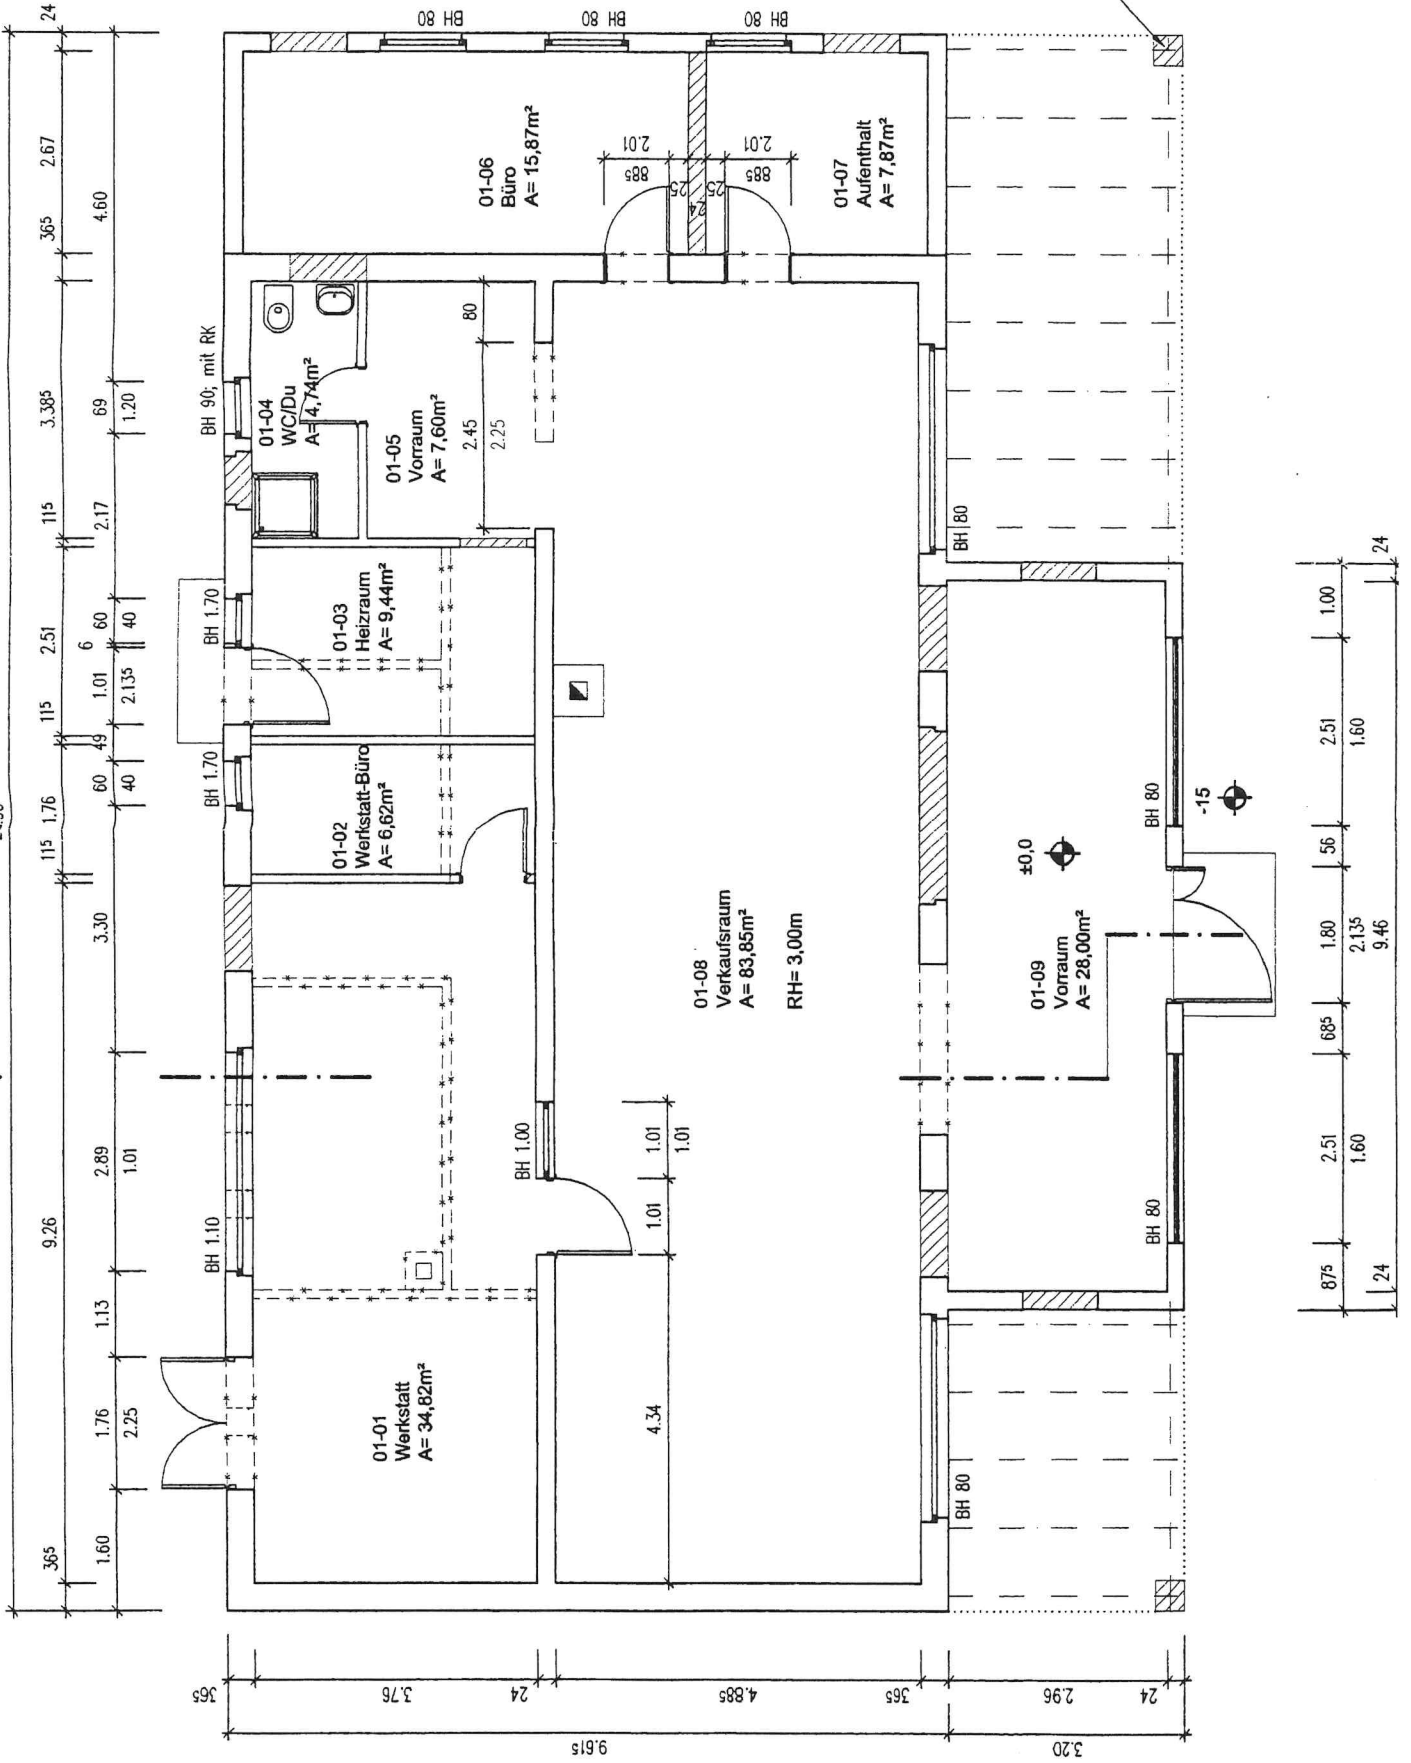 01-01
Werkstatt
A= 34,82m²
01-02
Werkstatt-Büro
A= 6,62m²
01-03
Heizraum
A= 9,44m²
01-04
WC/Du
A= 4,74m²
01-05
Vorraum
A= 7,60m²
01-06
Büro
A= 15,87m²
01-07
Aufenthalt
A= 7,87m²
01-08
Verkaufsraum
A= 83,85m²
RH= 3,00m
01-09
Vorraum
A= 28,00m²
±0,0
-15
BH 1.10
BH 1.70
BH 1.70
BH 90; mit RK
BH 80
BH 80
BH 80
BH 1.00
BH 80
BH 80
BH 80
BH 80
365
9.26
115
1.76
115
2.51
115
3.385
365
2.67
24
1.60
1.76
2.25
1.13
2.89
1.01
3.30
60
40
49
1.01
2.135
6
60
40
2.17
69
1.20
4.60
2.45
2.25
80
885
2.01
25
24
25
885
2.01
4.34
1.01
1.01
1.01
24
875
2.51
1.60
685
1.80
2.135
9.46
56
2.51
1.60
1.00
24
365
3.76
24
4.885
365
2.96
24
9.615
3.20